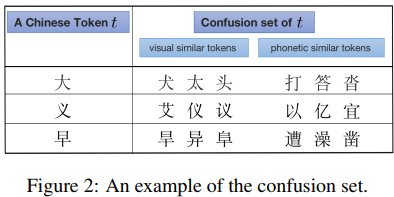 A Chinese Token t
Confusion set of t
visual similar tokens
phonetic similar tokens
大 犬 太 头 打 答 沓
义 艾 仪 议 以 亿 宜
早 旱 异 阜 遭 澡 凿
Figure 2: An example of the confusion set.